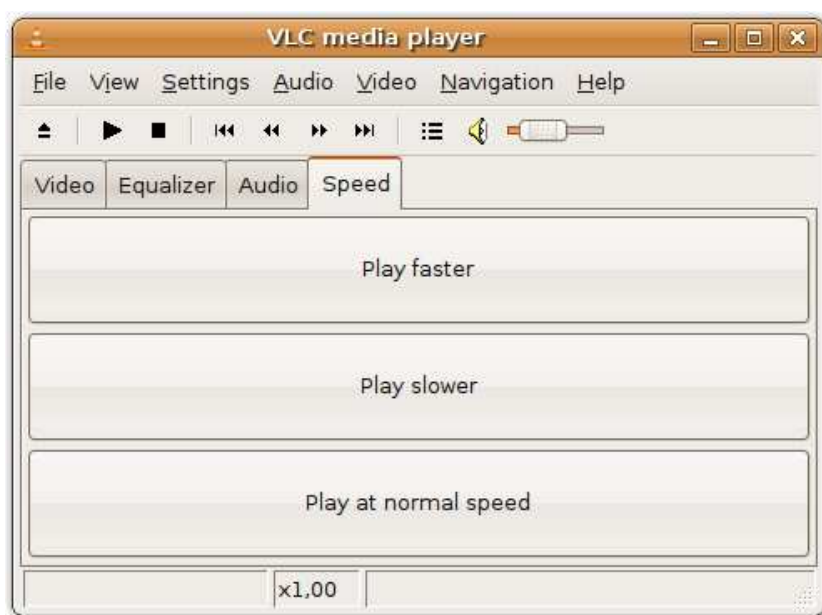 VLC media player
File View Settings Audio Video Navigation Help
Video Equalizer Audio Speed
Play faster
Play slower
Play at normal speed
x1,00